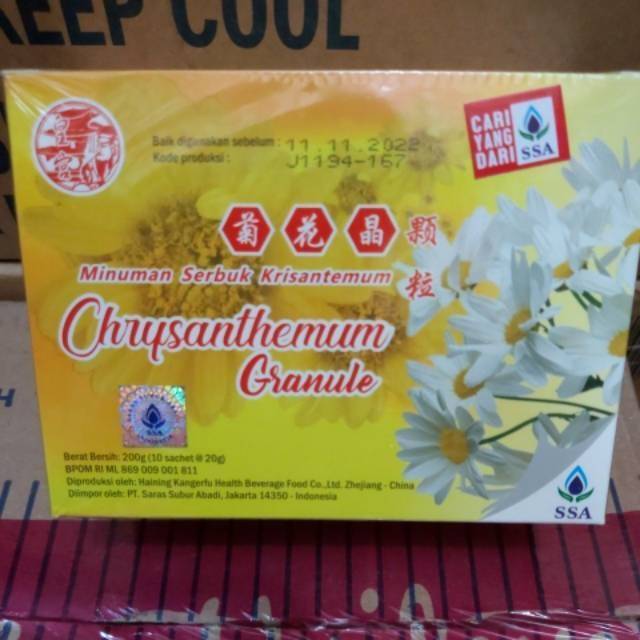 KEEP COOL
Baik digunakan sebelum : 11.11.2022
Kode produksi : J1194-167
CARI
YANG
DARI
SSA
菊花晶颗粒
Minuman Serbuk Krisantemum
Chrysanthemum
Granule
SSA
Berat Bersih: 200g (10 sachet @ 20g)
BPOM RI ML 869 009 001 811
Diproduksi oleh: Haining Kangerfu Health Beverage Food Co.,Ltd. Zhejiang - China
Diimpor oleh: PT. Saras Subur Abadi, Jakarta 14350 - Indonesia
SSA